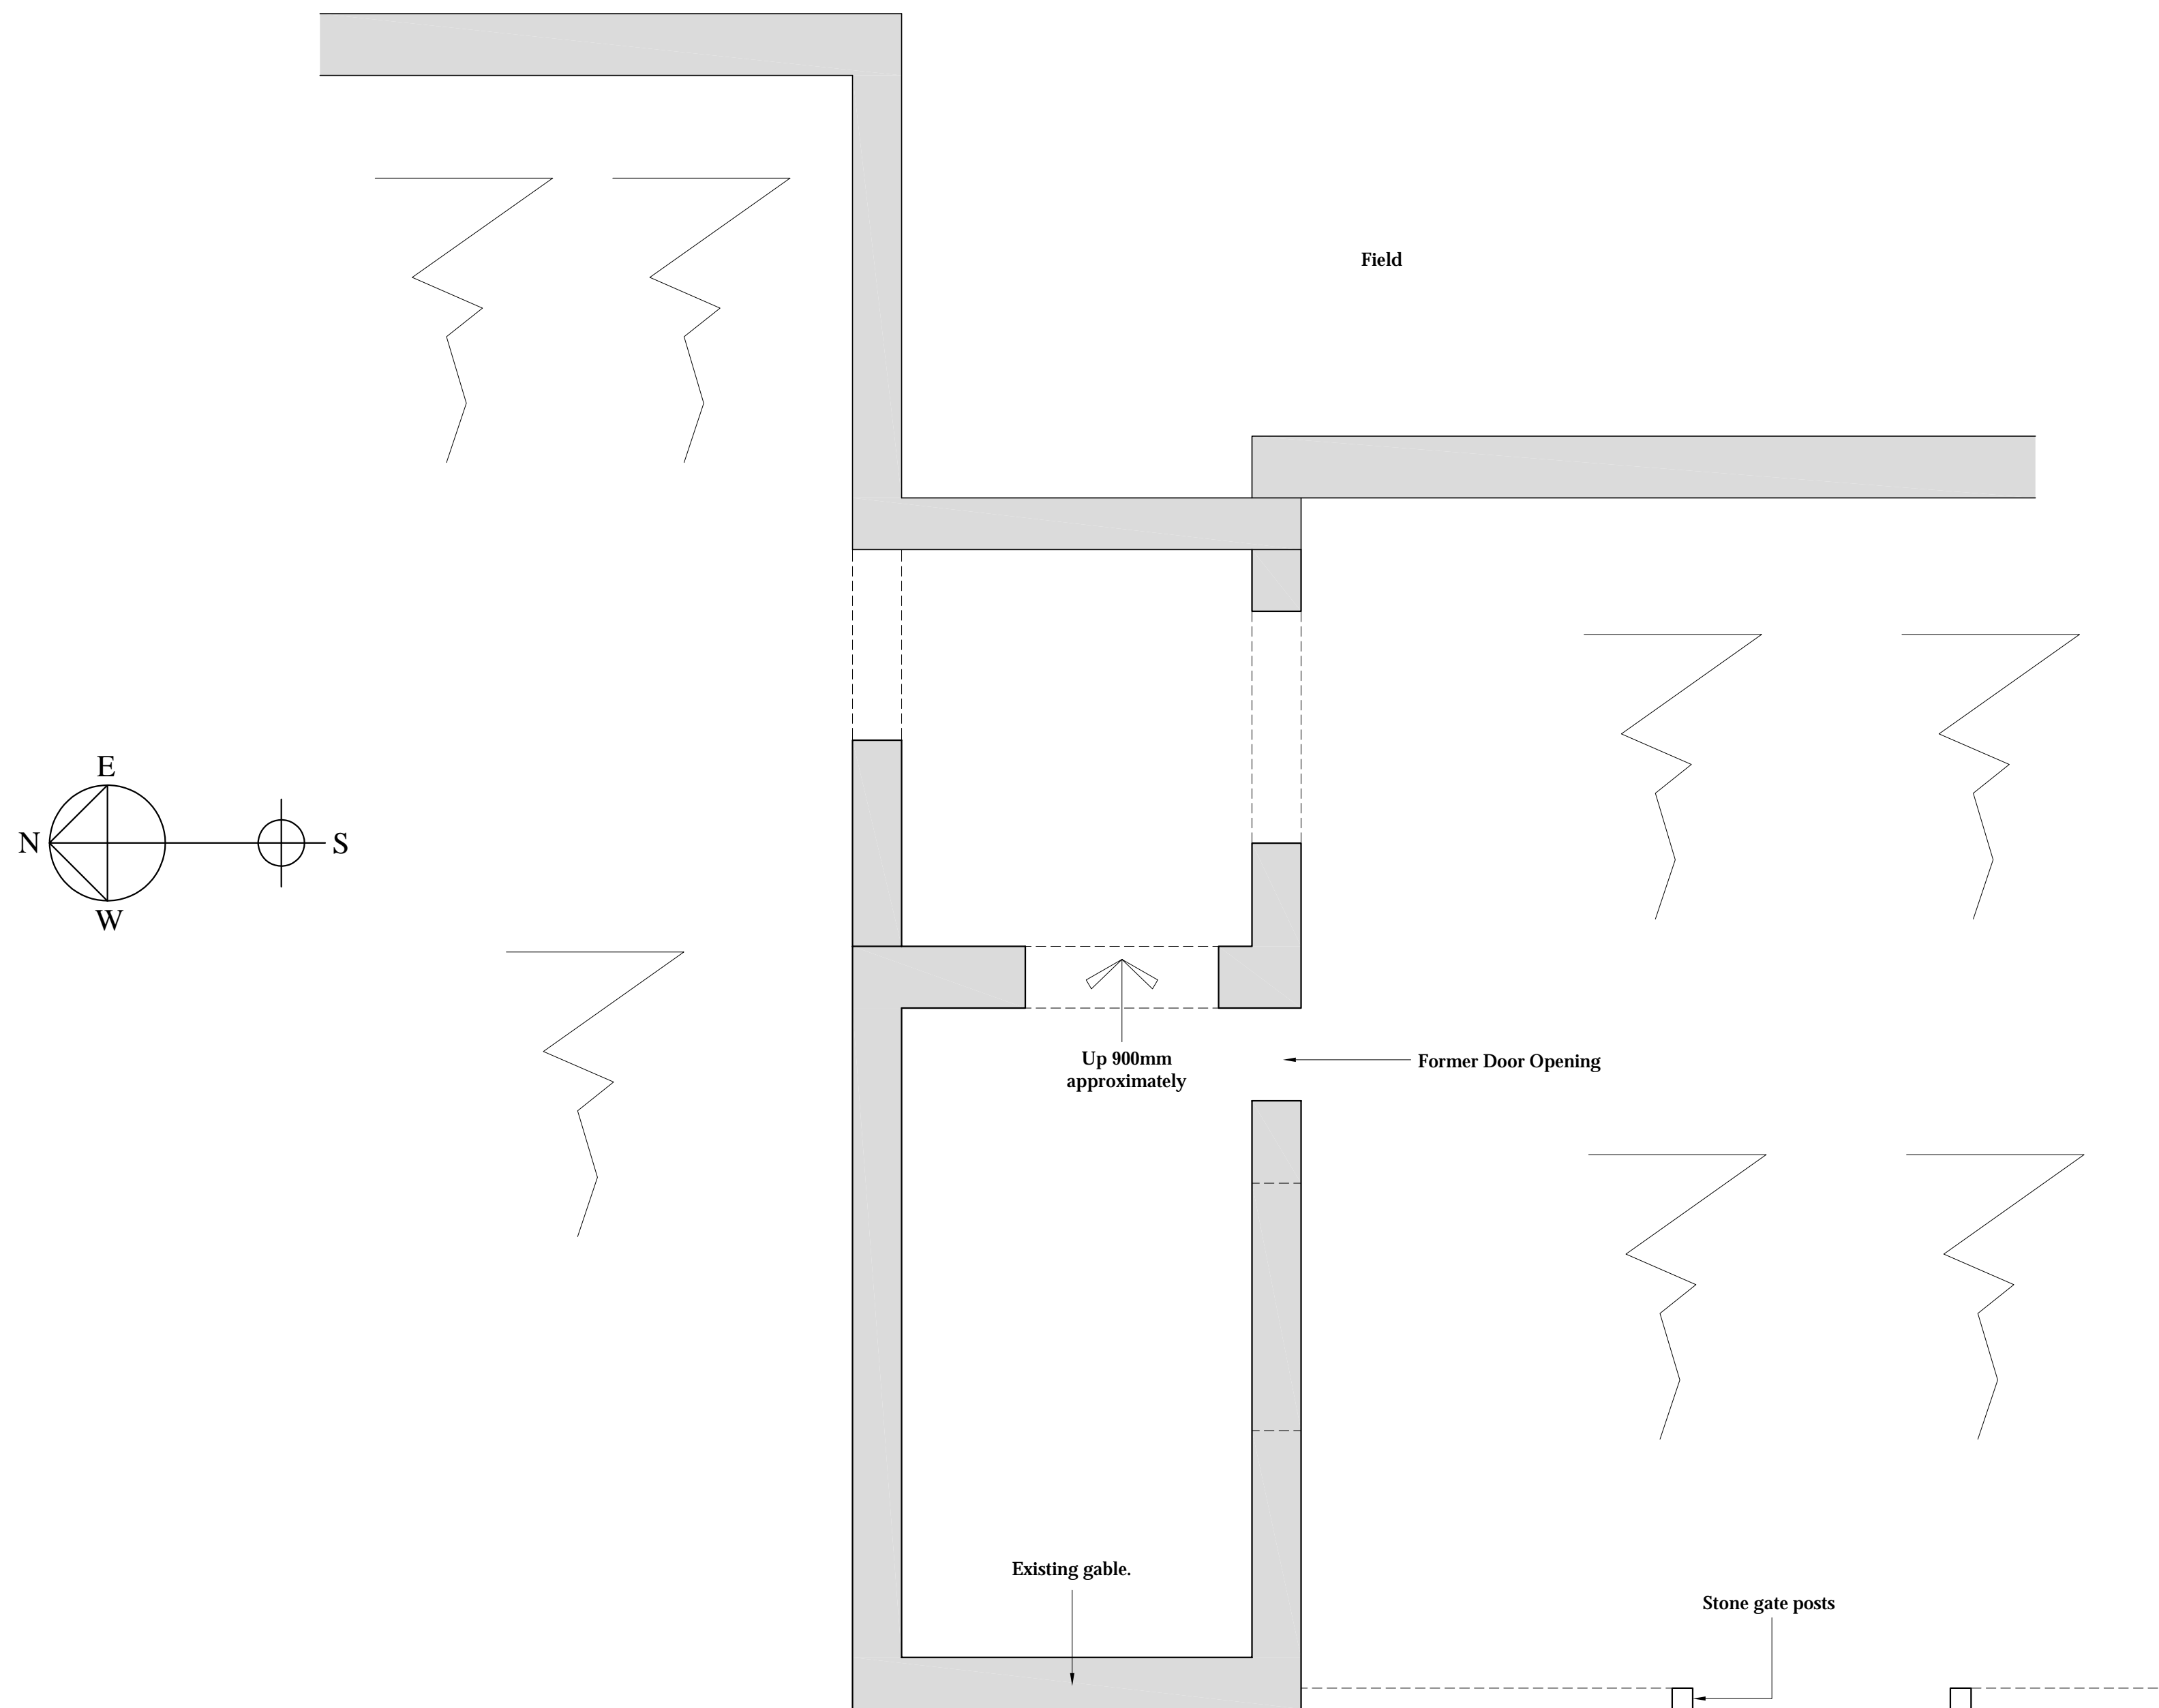 Field
E
N
S
W
Up 900mm
approximately
Former Door Opening
Existing gable.
Stone gate posts